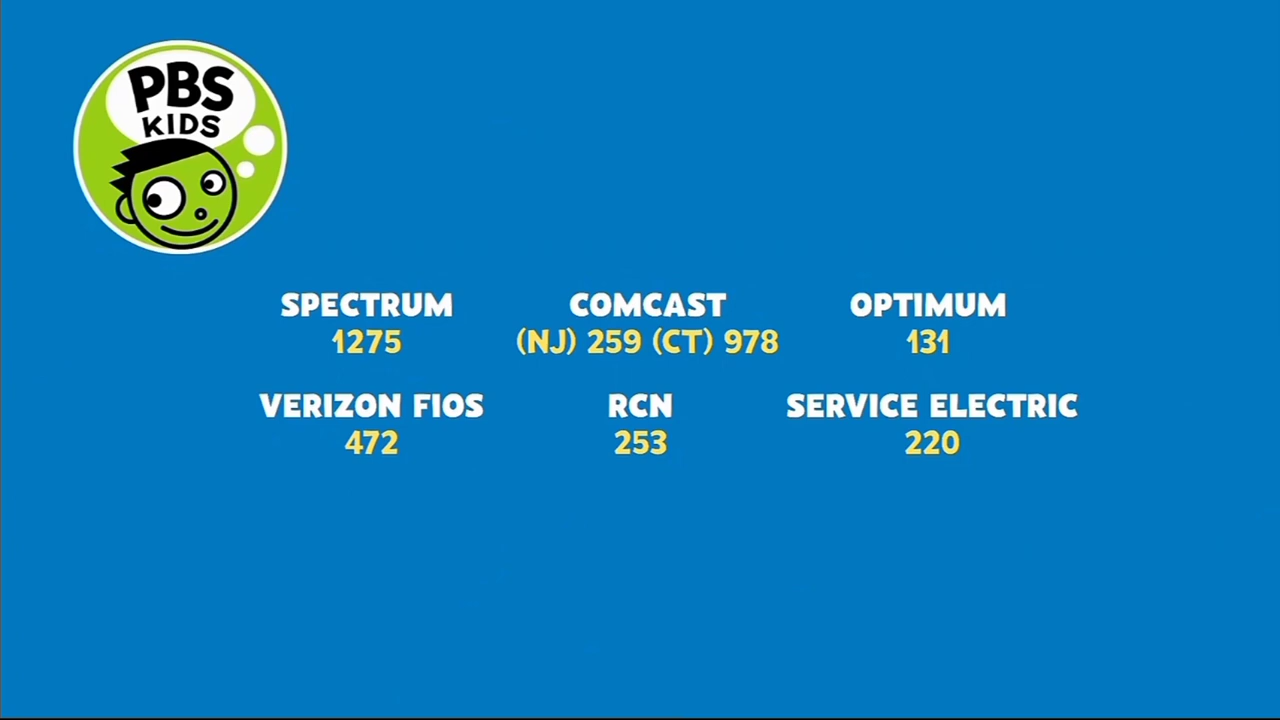 PBS
KIDS
SPECTRUM
1275
COMCAST
(NJ) 259 (CT) 978
OPTIMUM
131
VERIZON FIOS
472
RCN
253
SERVICE ELECTRIC
220